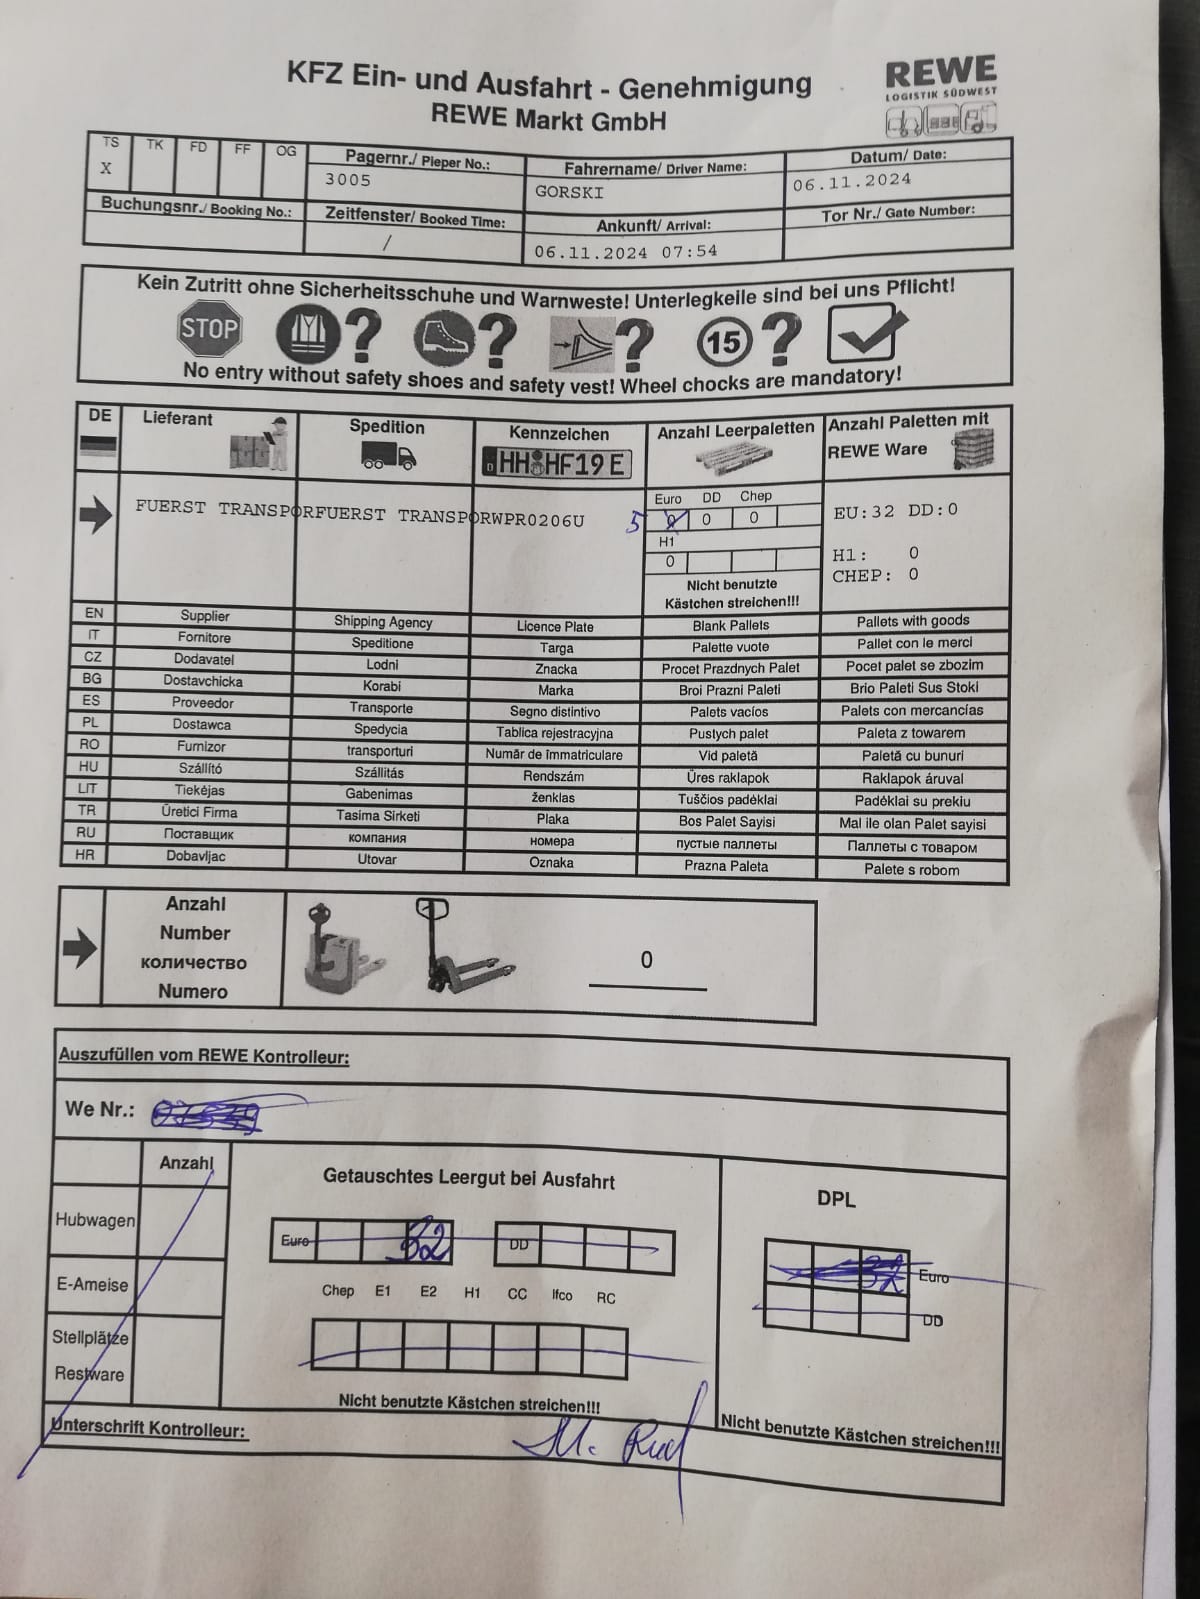 KFZ Ein- und Ausfahrt - Genehmigung
REWE Markt GmbH
REWE
LOGISTIK SÜDWEST
TS TK FD FF OG Pagernr./ Pieper No.: Fahrername/ Driver Name: Datum/ Date:
X 3005 GORSKI 06.11.2024
Buchungsnr./ Booking No.: Zeitfenster/ Booked Time: Ankunft/ Arrival: Tor Nr./ Gate Number:
/ 06.11.2024 07:54
Kein Zutritt ohne Sicherheitsschuhe und Warnweste! Unterlegkeile sind bei uns Pflicht!
STOP ? ? ? 15 ?
No entry without safety shoes and safety vest! Wheel chocks are mandatory!
DE Lieferant Spedition Kennzeichen Anzahl Leerpaletten Anzahl Paletten mit
REWE Ware
D HH HF19 E
Euro DD Chep
FUERST TRANSPORFUERST TRANSPORWPR0206U 5 0 0 0 EU:32 DD:0
H1
0
H1: 0
CHEP: 0
Nicht benutzte
Kästchen streichen!!!
EN Supplier Shipping Agency Licence Plate Blank Pallets Pallets with goods
IT Fornitore Speditione Targa Palette vuote Pallet con le merci
CZ Dodavatel Lodni Znacka Procet Prazdnych Palet Pocet palet se zbozim
BG Dostavchicka Korabi Marka Broi Prazni Paleti Brio Paleti Sus Stoki
ES Proveedor Transporte Segno distintivo Palets vacíos Palets con mercancías
PL Dostawca Spedycia Tablica rejestracyjna Pustych palet Paleta z towarem
RO Furnizor transporturi Număr de îmmatriculare Vid paletă Paletă cu bunuri
HU Szállító Szállitás Rendszám Üres raklapok Raklapok áruval
LIT Tiekėjas Gabenimas ženklas Tuščios padėklai Padėklai su prekiu
TR Üretici Firma Tasima Sirketi Plaka Bos Palet Sayisi Mal ile olan Palet sayisi
RU Поставщик компания номера пустые паллеты Паллеты с товаром
HR Dobavljac Utovar Oznaka Prazna Paleta Palete s robom
Anzahl
Number
количество
Numero
0
Auszufüllen vom REWE Kontrolleur:
We Nr.:
Anzahl
Hubwagen
E-Ameise
Stellplätze
Restware
Getauschtes Leergut bei Ausfahrt
Euro 32 DD
Chep E1 E2 H1 CC Ifco RC
Nicht benutzte Kästchen streichen!!!
DPL
Euro
DD
Nicht benutzte Kästchen streichen!!!
Unterschrift Kontrolleur: